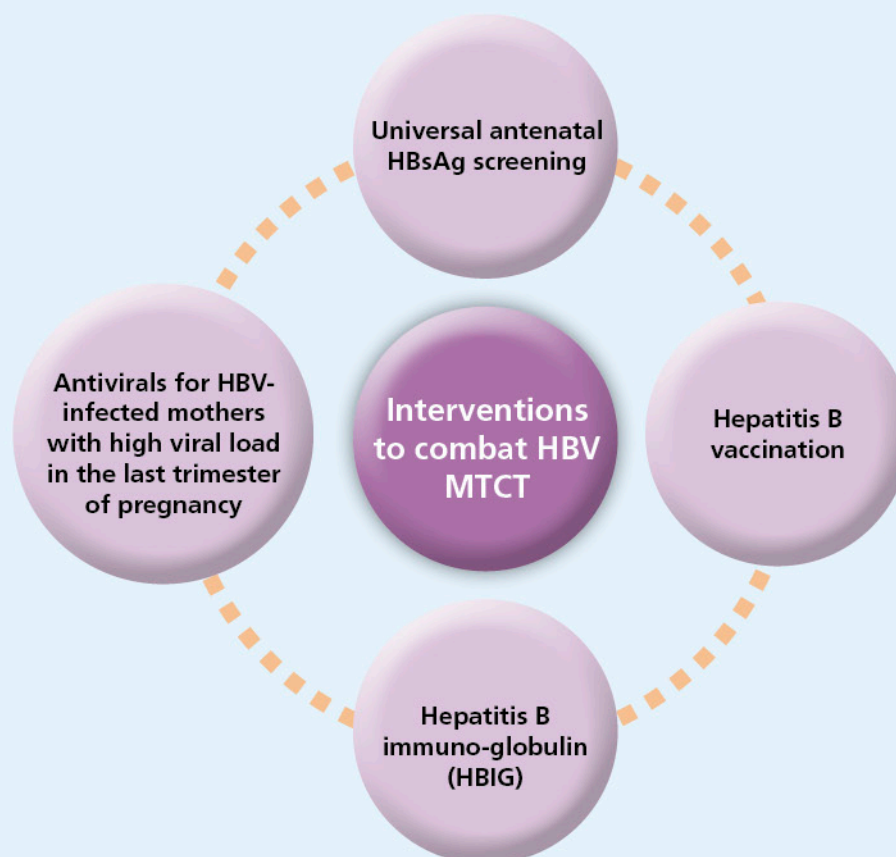 Universal antenatal
HBsAg screening
Antivirals for HBV-
infected mothers
with high viral load
in the last trimester
of pregnancy
Interventions
to combat HBV
MTCT
Hepatitis B
vaccination
Hepatitis B
immuno-globulin
(HBIG)